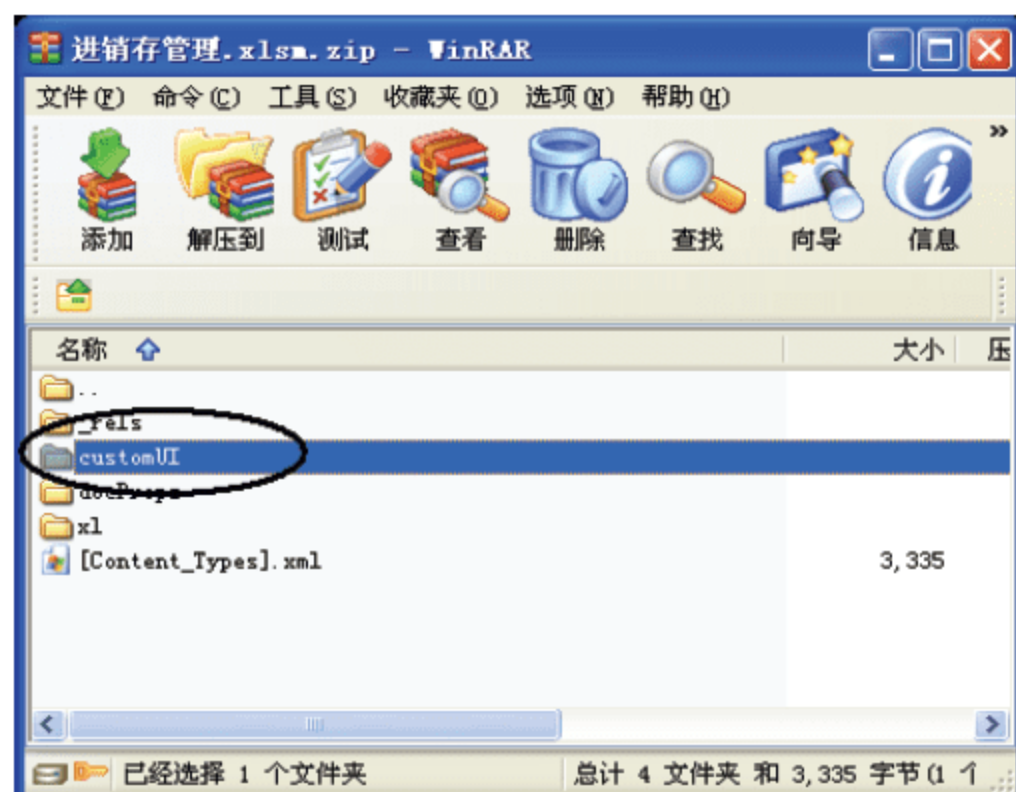 进销存管理.xlsm.zip - WinRAR
文件(F) 命令(C) 工具(S) 收藏夹(O) 选项(N) 帮助(H)
»
添加 解压到 测试 查看 删除 查找 向导 信息
名称 大小 压
..
_rels
customUI
docProps
xl
[Content_Types].xml 3,335
已经选择 1 个文件夹 总计 4 文件夹 和 3,335 字节(1 个